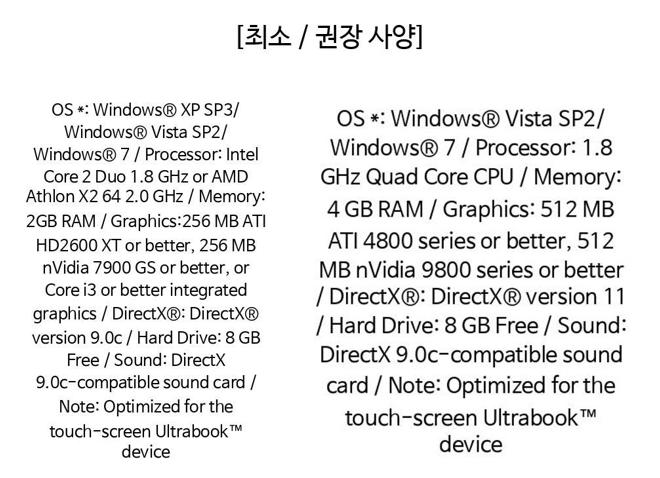 [최소 / 권장 사양]
OS *: Windows® XP SP3/
Windows® Vista SP2/
Windows® 7 / Processor: Intel
Core 2 Duo 1.8 GHz or AMD
Athlon X2 64 2.0 GHz / Memory:
2GB RAM / Graphics:256 MB ATI
HD2600 XT or better, 256 MB
nVidia 7900 GS or better, or
Core i3 or better integrated
graphics / DirectX®: DirectX®
version 9.0c / Hard Drive: 8 GB
Free / Sound: DirectX
9.0c-compatible sound card /
Note: Optimized for the
touch-screen Ultrabook™
device
OS *: Windows® Vista SP2/
Windows® 7 / Processor: 1.8
GHz Quad Core CPU / Memory:
4 GB RAM / Graphics: 512 MB
ATI 4800 series or better, 512
MB nVidia 9800 series or better
/ DirectX®: DirectX® version 11
/ Hard Drive: 8 GB Free / Sound:
DirectX 9.0c-compatible sound
card / Note: Optimized for the
touch-screen Ultrabook™
device